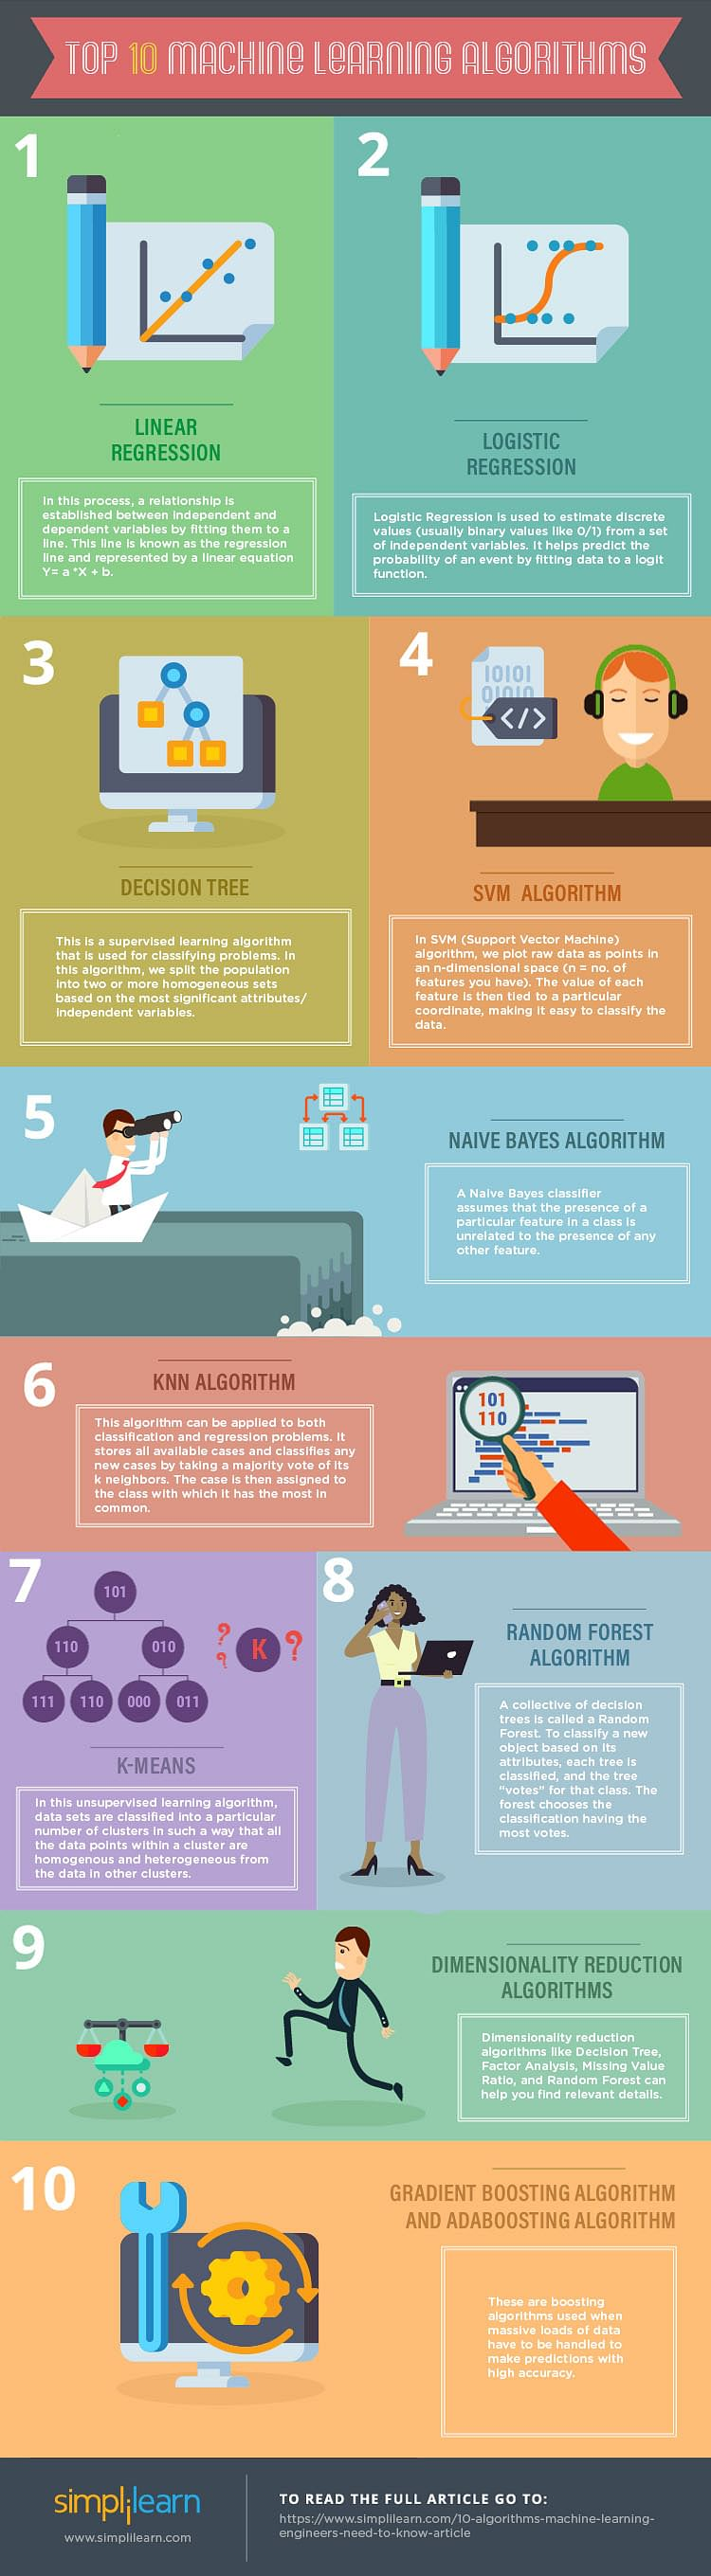 TOP 10 MACHINE LEARNING ALGORITHMS
1
LINEAR
REGRESSION
In this process, a relationship is
established between independent and
dependent variables by fitting them to a
line. This line is known as the regression
line and represented by a linear equation
Y= a *X + b.
2
LOGISTIC
REGRESSION
Logistic Regression is used to estimate discrete
values (usually binary values like 0/1) from a set
of independent variables. It helps predict the
probability of an event by fitting data to a logit
function.
3
DECISION TREE
This is a supervised learning algorithm
that is used for classifying problems. In
this algorithm, we split the population
into two or more homogeneous sets
based on the most significant attributes/
independent variables.
4
10101
01010
</>
SVM ALGORITHM
In SVM (Support Vector Machine)
algorithm, we plot raw data as points in
an n-dimensional space (n = no. of
features you have). The value of each
feature is then tied to a particular
coordinate, making it easy to classify the
data.
5
NAIVE BAYES ALGORITHM
A Naive Bayes classifier
assumes that the presence of a
particular feature in a class is
unrelated to the presence of any
other feature.
6
KNN ALGORITHM
This algorithm can be applied to both
classification and regression problems. It
stores all available cases and classifies any
new cases by taking a majority vote of its
k neighbors. The case is then assigned to
the class with which it has the most in
common.
101
110
7
101
110 010
111 110 000 011
? ? K ?
K-MEANS
In this unsupervised learning algorithm,
data sets are classified into a particular
number of clusters in such a way that all
the data points within a cluster are
homogenous and heterogeneous from
the data in other clusters.
8
RANDOM FOREST
ALGORITHM
A collective of decision
trees is called a Random
Forest. To classify a new
object based on its
attributes, each tree is
classified, and the tree
"votes" for that class. The
forest chooses the
classification having the
most votes.
9
DIMENSIONALITY REDUCTION
ALGORITHMS
Dimensionality reduction
algorithms like Decision Tree,
Factor Analysis, Missing Value
Ratio, and Random Forest can
help you find relevant details.
10
GRADIENT BOOSTING ALGORITHM
AND ADABOOSTING ALGORITHM
These are boosting
algorithms used when
massive loads of data
have to be handled to
make predictions with
high accuracy.
simplilearn
www.simplilearn.com
TO READ THE FULL ARTICLE GO TO:
https://www.simplilearn.com/10-algorithms-machine-learning-
engineers-need-to-know-article